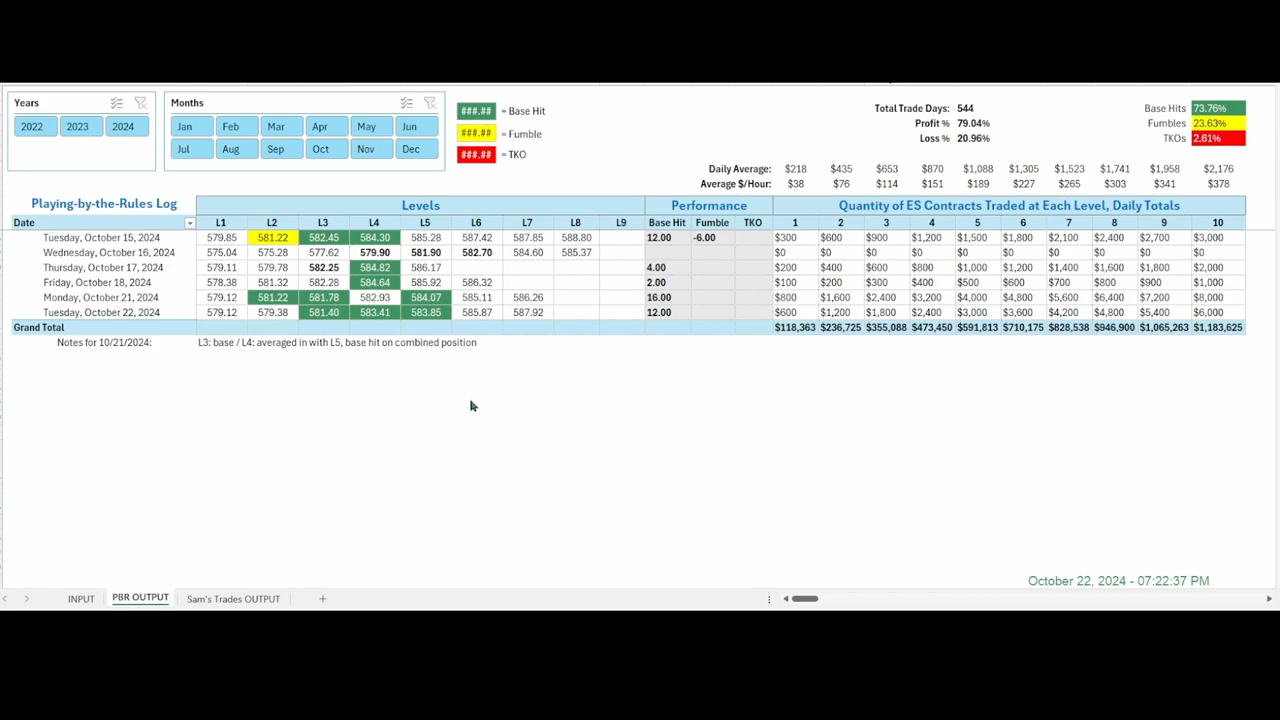 Years
2022 2023 2024
Months
Jan Feb Mar Apr May Jun
Jul Aug Sep Oct Nov Dec
###.## = Base Hit
###.## = Fumble
###.## = TKO
Total Trade Days: 544
Profit % 79.04%
Loss % 20.96%
Base Hits 73.76%
Fumbles 23.63%
TKOs 2.61%
Daily Average: $218 $435 $653 $870 $1,088 $1,305 $1,523 $1,741 $1,958 $2,176
Average $/Hour: $38 $76 $114 $151 $189 $227 $265 $303 $341 $378
Playing-by-the-Rules Log Levels Performance Quantity of ES Contracts Traded at Each Level, Daily Totals
Date L1 L2 L3 L4 L5 L6 L7 L8 L9 Base Hit Fumble TKO 1 2 3 4 5 6 7 8 9 10
Tuesday, October 15, 2024 579.85 581.22 582.45 584.30 585.28 587.42 587.85 588.80 12.00 -6.00 $300 $600 $900 $1,200 $1,500 $1,800 $2,100 $2,400 $2,700 $3,000
Wednesday, October 16, 2024 575.04 575.28 577.62 579.90 581.90 582.70 584.60 585.37 $0 $0 $0 $0 $0 $0 $0 $0 $0 $0
Thursday, October 17, 2024 579.11 579.78 582.25 584.82 586.17 4.00 $200 $400 $600 $800 $1,000 $1,200 $1,400 $1,600 $1,800 $2,000
Friday, October 18, 2024 578.38 581.32 582.28 584.64 585.92 586.32 2.00 $100 $200 $300 $400 $500 $600 $700 $800 $900 $1,000
Monday, October 21, 2024 579.12 581.22 581.78 582.93 584.07 585.11 586.26 16.00 $800 $1,600 $2,400 $3,200 $4,000 $4,800 $5,600 $6,400 $7,200 $8,000
Tuesday, October 22, 2024 579.12 579.38 581.40 583.41 583.85 585.87 587.92 12.00 $600 $1,200 $1,800 $2,400 $3,000 $3,600 $4,200 $4,800 $5,400 $6,000
Grand Total $118,363 $236,725 $355,088 $473,450 $591,813 $710,175 $828,538 $946,900 $1,065,263 $1,183,625
Notes for 10/21/2024: L3: base / L4: averaged in with L5, base hit on combined position
October 22, 2024 - 07:22:37 PM
INPUT PBR OUTPUT Sam's Trades OUTPUT +